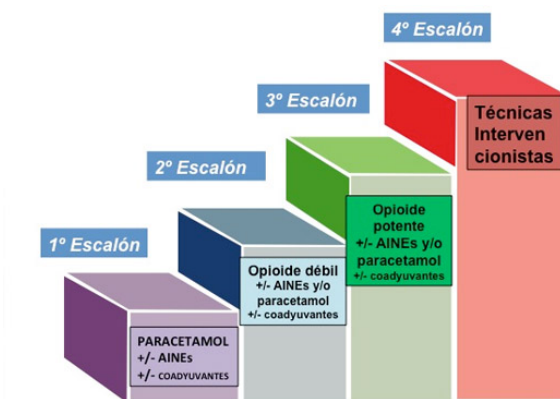 1º Escalón
PARACETAMOL
+/- AINEs
+/- COADYUVANTES
2º Escalón
Opioide débil
+/- AINEs y/o
paracetamol
+/- coadyuvantes
3º Escalón
Opioide
potente
+/- AINEs y/o
paracetamol
+/- coadyuvantes
4º Escalón
Técnicas
Interven
cionistas